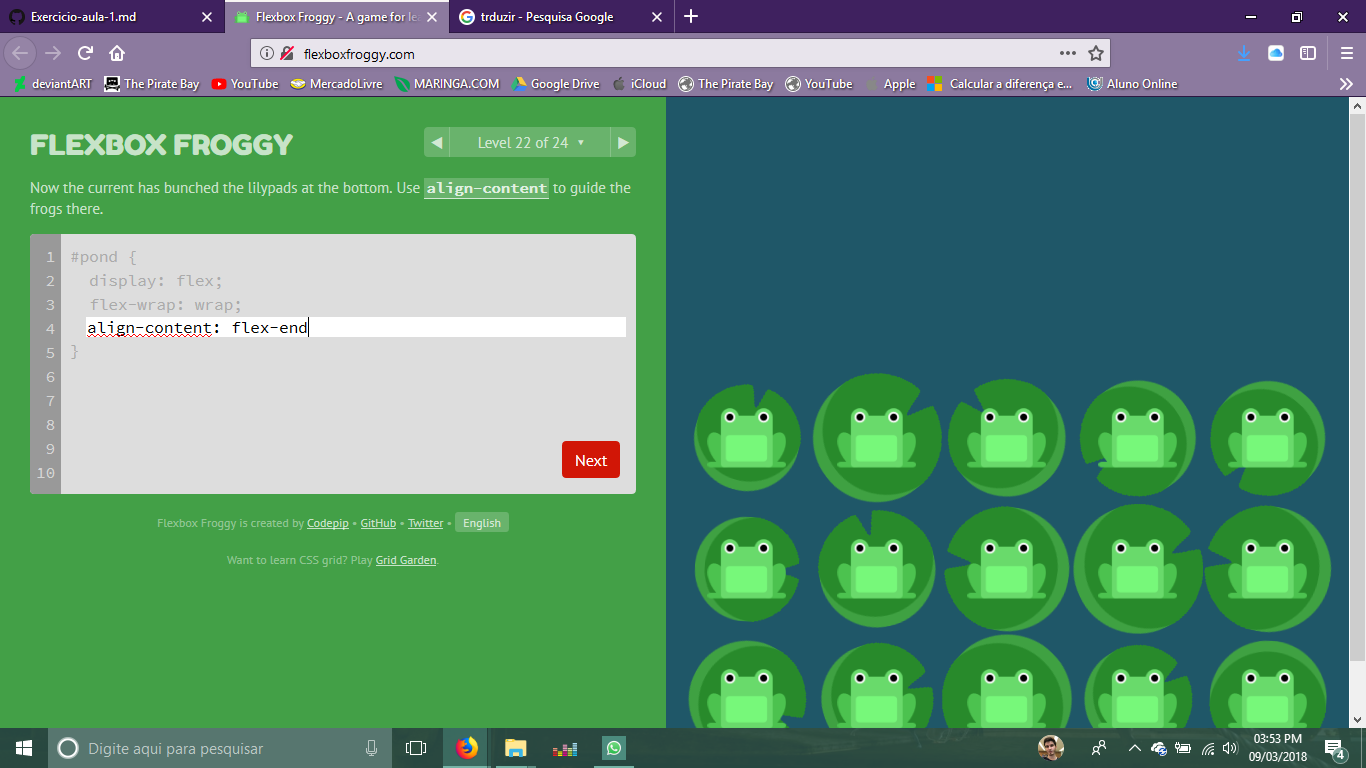 Exercicio-aula-1.md
Flexbox Froggy - A game for le
trduzir - Pesquisa Google
flexboxfroggy.com
deviantART The Pirate Bay YouTube MercadoLivre MARINGA.COM Google Drive iCloud The Pirate Bay YouTube Apple Calcular a diferença e... Aluno Online
FLEXBOX FROGGY
Level 22 of 24
Now the current has bunched the lilypads at the bottom. Use align-content to guide the
frogs there.
1 #pond {
2 display: flex;
3 flex-wrap: wrap;
4 align-content: flex-end
5 }
6
7
8
9
10
Next
Flexbox Froggy is created by Codepip • GitHub • Twitter • English
Want to learn CSS grid? Play Grid Garden.
Digite aqui para pesquisar
03:53 PM
09/03/2018
4